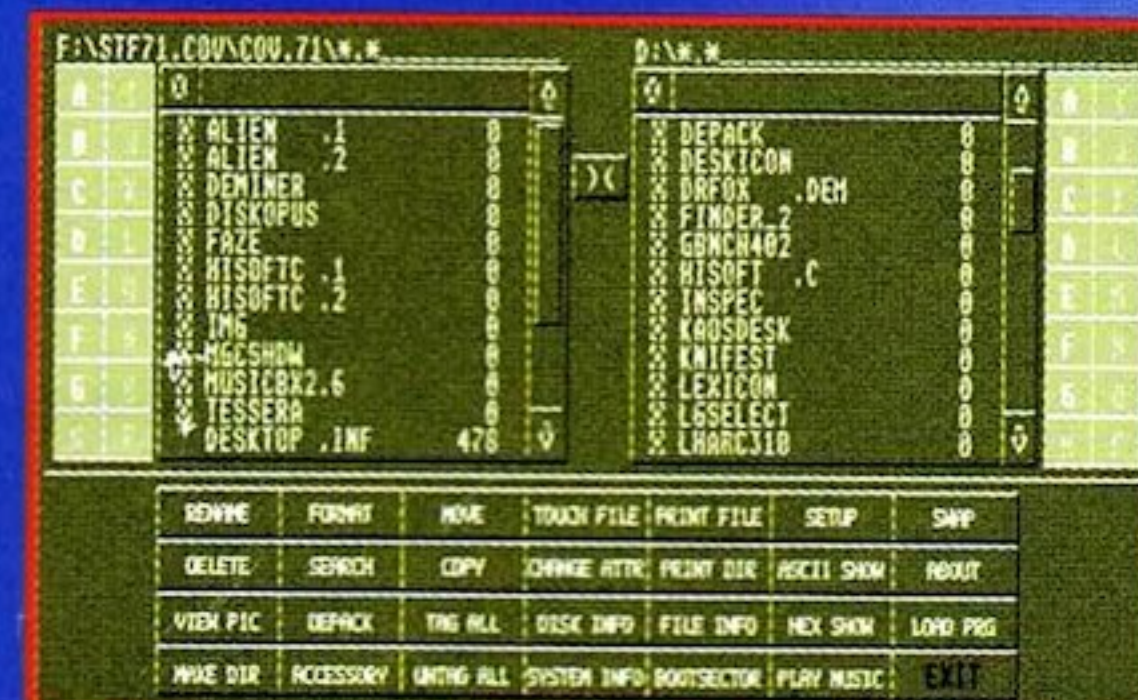 F:\STF71.COV\COV.71\*.*
D:\*.*
ALIEN .1 0
ALIEN .2 0
DEMINER 0
DISKOPUS 0
FAZE 0
HISOFTC .1 0
HISOFTC .2 0
IMG 0
MGCSHOW 0
MUSICBX2.6 0
TESSERA 0
DESKTOP .INF 478
DEPACK 0
DESKICON 0
DRFOX .DEM 0
FINDER_2 0
GBNCH402 0
HISOFT .C 0
INSPEC 0
KAOSDESK 0
KNIFEST 0
LEXICON 0
LGSELECT 0
LHARC310 0
A
B
C
D
E
F
G
A
B
C
D
E
F
G
RENAME FORMAT MOVE TOUCH FILE PRINT FILE SETUP SWAP
DELETE SEARCH COPY CHANGE ATTR PRINT DIR ASCII SHOW ABOUT
VIEW PIC DEPACK TAG ALL DISK INFO FILE INFO HEX SHOW LOAD PRG
MAKE DIR ACCESSORY UNTAG ALL SYSTEM INFO BOOTSECTOR PLAY MUSIC EXIT